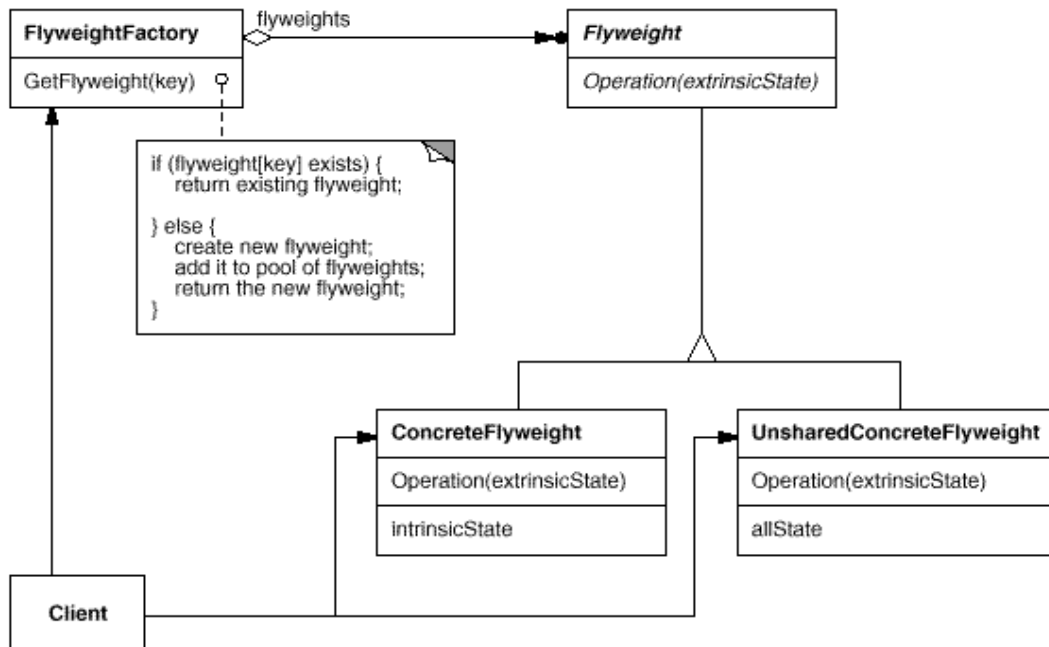 flyweights
FlyweightFactory
GetFlyweight(key)
Flyweight
Operation(extrinsicState)
if (flyweight[key] exists) {
return existing flyweight;
} else {
create new flyweight;
add it to pool of flyweights;
return the new flyweight;
}
ConcreteFlyweight
Operation(extrinsicState)
intrinsicState
UnsharedConcreteFlyweight
Operation(extrinsicState)
allState
Client